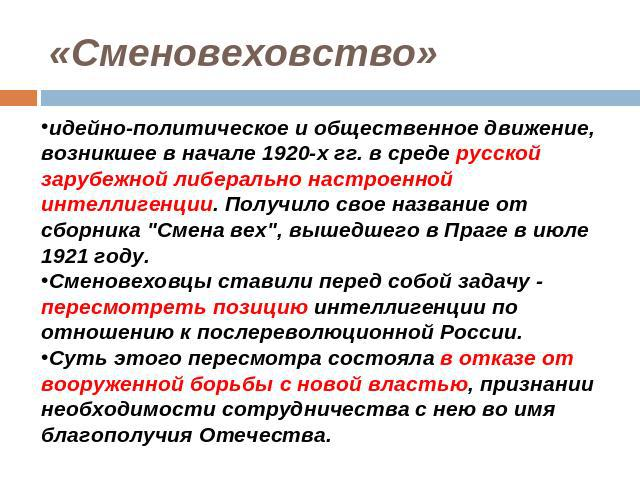 «Сменовеховство»
•идейно-политическое и общественное движение,
возникшее в начале 1920-х гг. в среде русской
зарубежной либерально настроенной
интеллигенции. Получило свое название от
сборника "Смена вех", вышедшего в Праге в июле
1921 году.
•Сменовеховцы ставили перед собой задачу -
пересмотреть позицию интеллигенции по
отношению к послереволюционной России.
•Суть этого пересмотра состояла в отказе от
вооруженной борьбы с новой властью, признании
необходимости сотрудничества с нею во имя
благополучия Отечества.